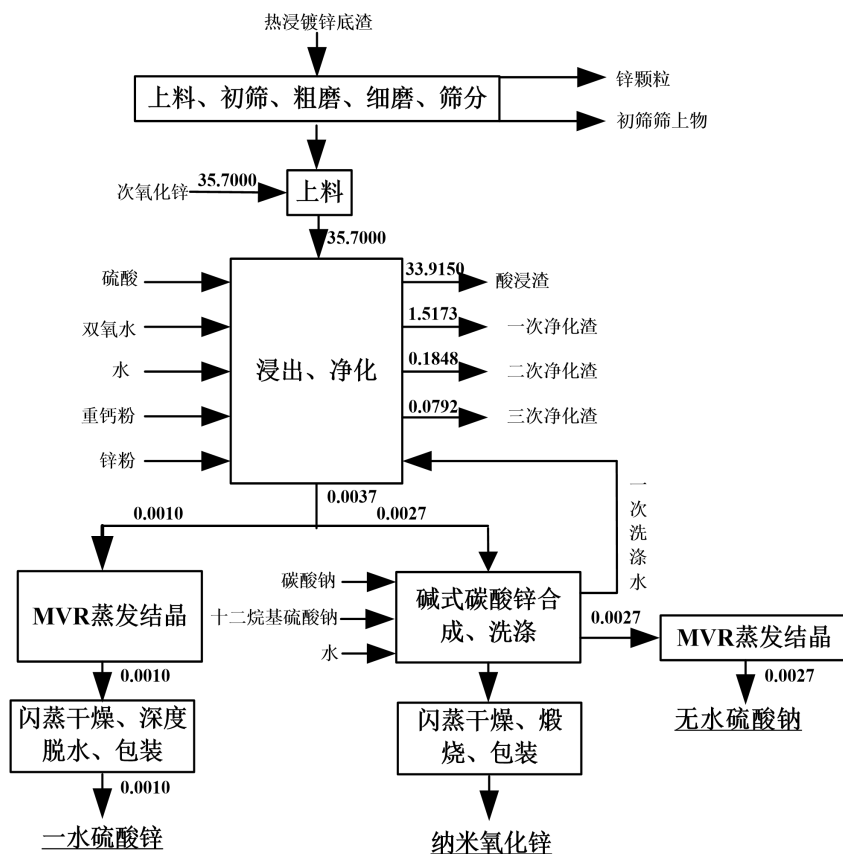 热浸镀锌底渣
上料、初筛、粗磨、细磨、筛分
锌颗粒
初筛筛上物
次氧化锌
35.7000
上料
35.7000
硫酸
双氧水
水
重钙粉
锌粉
浸出、净化
33.9150
酸浸渣
1.5173
一次净化渣
0.1848
二次净化渣
0.0792
三次净化渣
一次洗涤水
0.0037
0.0010
0.0027
MVR蒸发结晶
碳酸钠
十二烷基硫酸钠
水
碱式碳酸锌合
成、洗涤
0.0027
MVR蒸发结晶
0.0010
0.0027
闪蒸干燥、深度
脱水、包装
闪蒸干燥、煅
烧、包装
无水硫酸钠
0.0010
一水硫酸锌
纳米氧化锌